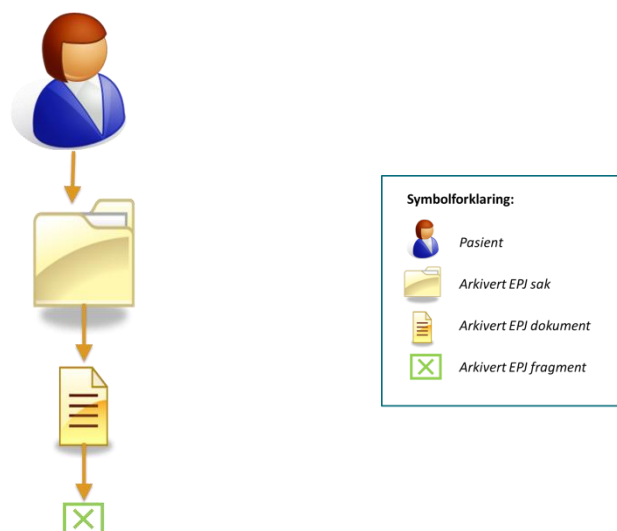 Symbolforklaring:
Pasient
Arkivert EPJ sak
Arkivert EPJ dokument
Arkivert EPJ fragment